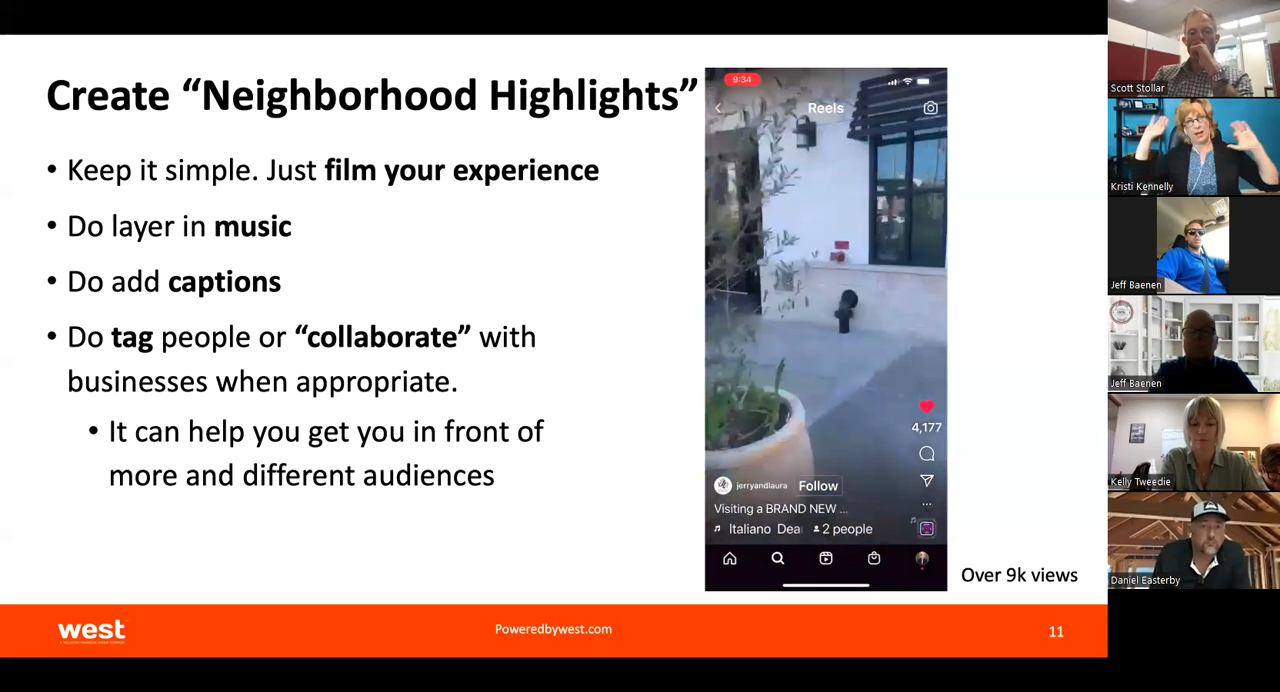 Create “Neighborhood Highlights”
• Keep it simple. Just film your experience
• Do layer in music
• Do add captions
• Do tag people or “collaborate” with
businesses when appropriate.
• It can help you get you in front of
more and different audiences
9:34
Reels
4,177
jerryandlaura Follow
Visiting a BRAND NEW ...
Italiano Dea 2 people
Over 9k views
west
Poweredbywest.com
11
Scott Stollar
Kristi Kennelly
Jeff Baenen
Jeff Baenen
Kelly Tweedie
Daniel Easterby